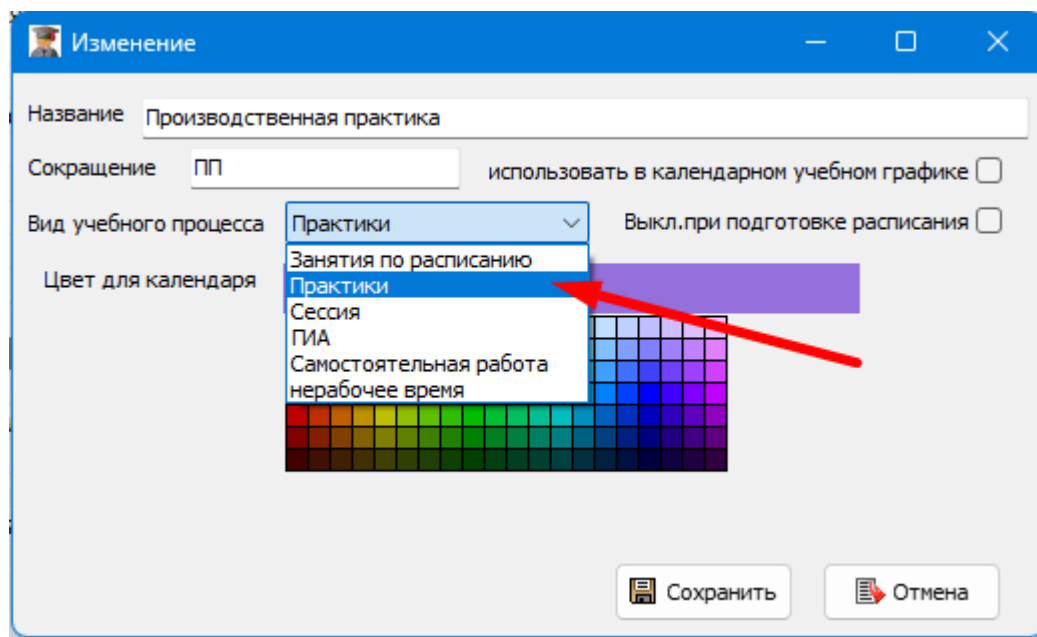 Изменение
Название Производственная практика
Сокращение ПП использовать в календарном учебном графике
Вид учебного процесса Практики Выкл.при подготовке расписания
Занятия по расписанию
Цвет для календаря Практики
Сессия
ГИА
Самостоятельная работа
нерабочее время
Сохранить Отмена